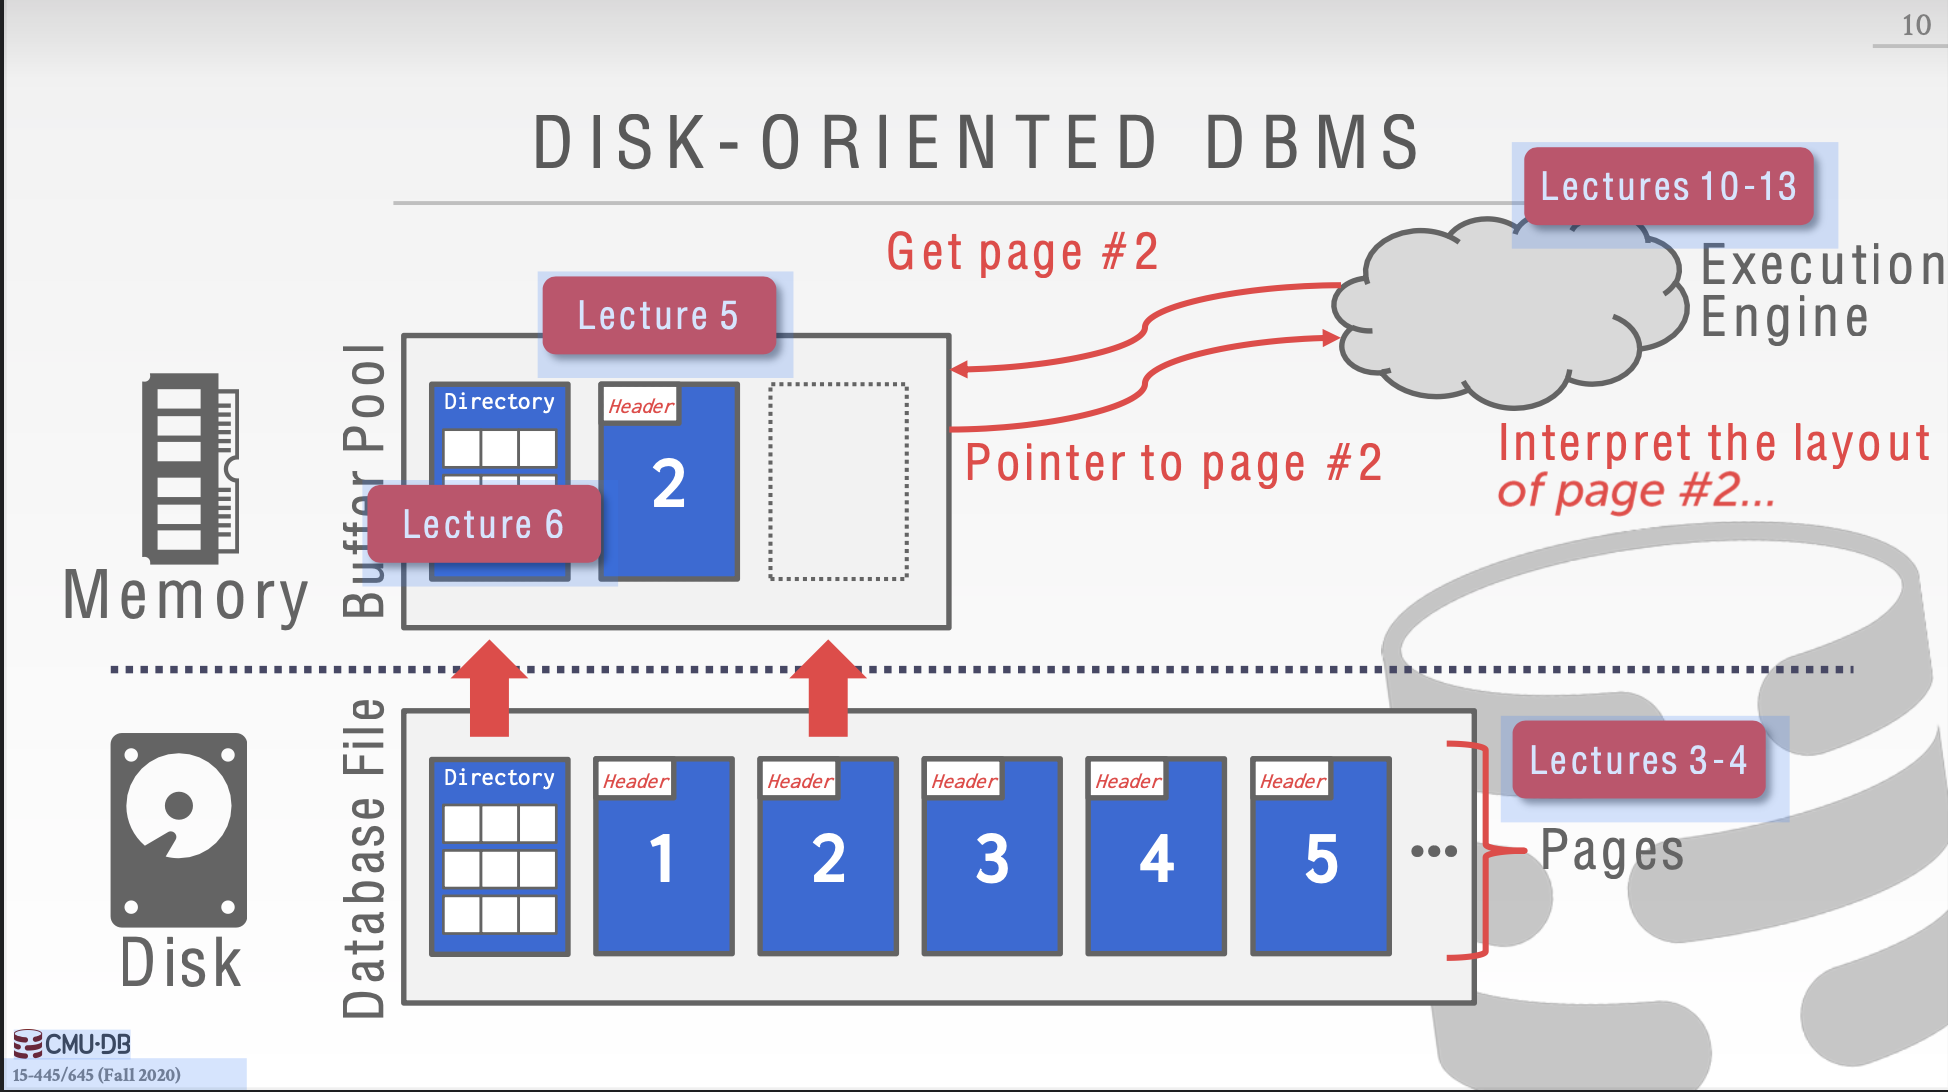 10
DISK-ORIENTED DBMS
Lectures 10-13
Get page #2
Execution
Engine
Lecture 5
Buffer Pool
Directory
Header
2
Lecture 6
Pointer to page #2
Interpret the layout
of page #2...
Memory
Database File
Directory
Header
1
Header
2
Header
3
Header
4
Header
5
...
Lectures 3-4
Pages
Disk
CMU·DB
15-445/645 (Fall 2020)